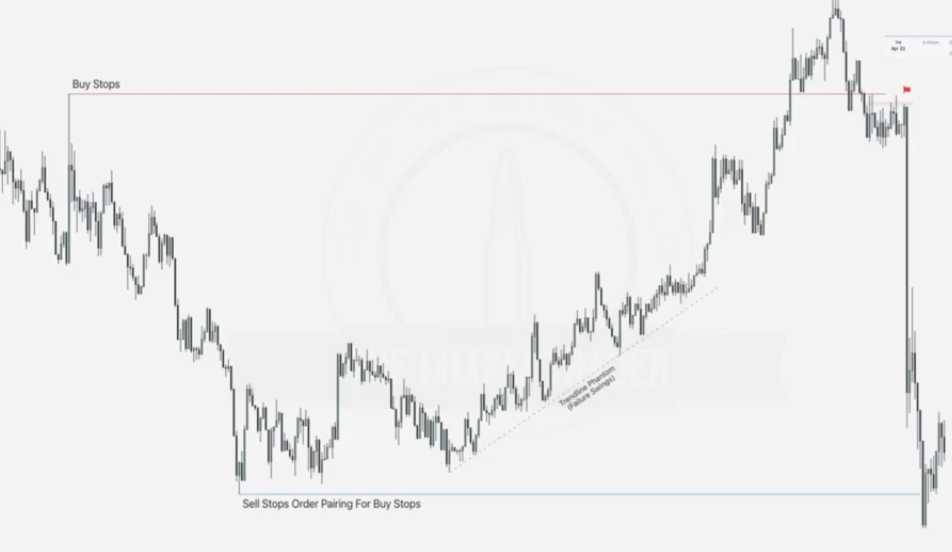 Buy Stops
Trendline Phantom
(Failure Swings)
Sell Stops Order Pairing For Buy Stops